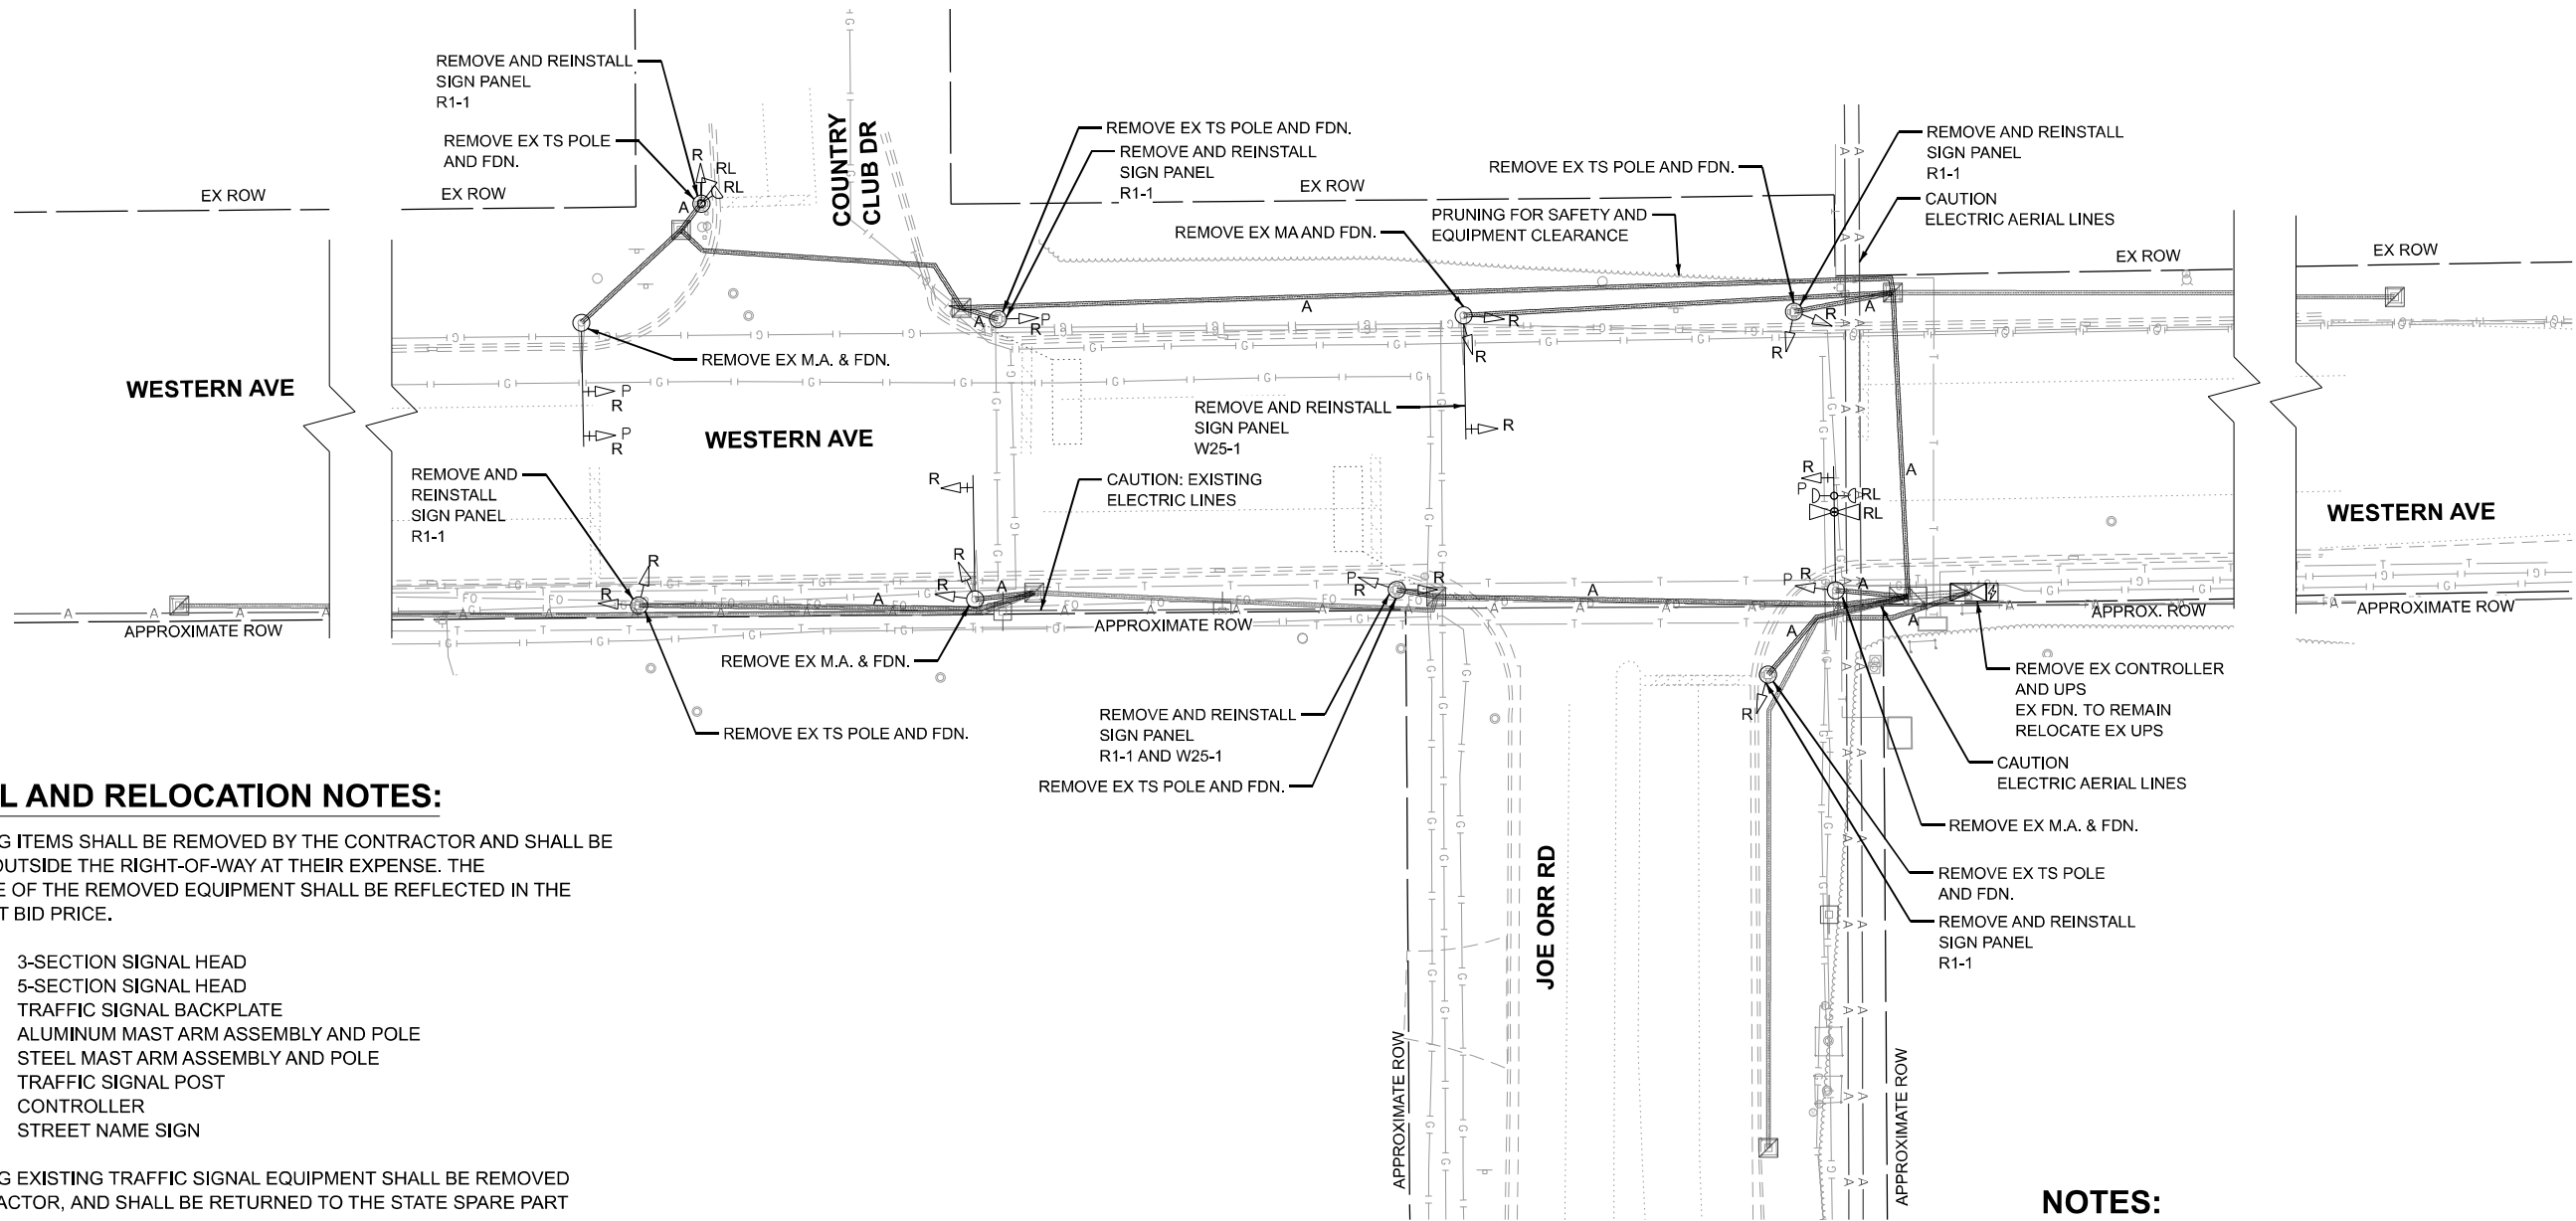 REMOVE AND REINSTALL
SIGN PANEL
R1-1
REMOVE EX TS POLE
AND FDN.
R
RL
RL
A
EX ROW
EX ROW
COUNTRY
CLUB DR
REMOVE EX TS POLE AND FDN.
REMOVE AND REINSTALL
SIGN PANEL
R1-1
EX ROW
REMOVE EX TS POLE AND FDN.
REMOVE AND REINSTALL
SIGN PANEL
R1-1
CAUTION
ELECTRIC AERIAL LINES
PRUNING FOR SAFETY AND
EQUIPMENT CLEARANCE
REMOVE EX MA AND FDN.
EX ROW
EX ROW
A
P
R
A
R
R
A
R
R
A
REMOVE EX M.A. & FDN.
WESTERN AVE
P
R
P
R
WESTERN AVE
REMOVE AND REINSTALL
SIGN PANEL
W25-1
R
REMOVE AND
REINSTALL
SIGN PANEL
R1-1
R
CAUTION: EXISTING
ELECTRIC LINES
R
P
RL
RL
WESTERN AVE
R
R
A
R
R
A
P
R
R
A
P
R
A
APPROXIMATE ROW
APPROXIMATE ROW
APPROX. ROW
APPROXIMATE ROW
A
A
REMOVE EX M.A. & FDN.
REMOVE EX TS POLE AND FDN.
REMOVE AND REINSTALL
SIGN PANEL
R1-1 AND W25-1
REMOVE EX TS POLE AND FDN.
R
REMOVE EX CONTROLLER
AND UPS
EX FDN. TO REMAIN
RELOCATE EX UPS
CAUTION
ELECTRIC AERIAL LINES
REMOVE EX M.A. & FDN.
REMOVE EX TS POLE
AND FDN.
REMOVE AND REINSTALL
SIGN PANEL
R1-1
JOE ORR RD
APPROXIMATE ROW
APPROXIMATE ROW
L AND RELOCATION NOTES:
G ITEMS SHALL BE REMOVED BY THE CONTRACTOR AND SHALL BE
OUTSIDE THE RIGHT-OF-WAY AT THEIR EXPENSE. THE
E OF THE REMOVED EQUIPMENT SHALL BE REFLECTED IN THE
T BID PRICE.
3-SECTION SIGNAL HEAD
5-SECTION SIGNAL HEAD
TRAFFIC SIGNAL BACKPLATE
ALUMINUM MAST ARM ASSEMBLY AND POLE
STEEL MAST ARM ASSEMBLY AND POLE
TRAFFIC SIGNAL POST
CONTROLLER
STREET NAME SIGN
G EXISTING TRAFFIC SIGNAL EQUIPMENT SHALL BE REMOVED
ACTOR, AND SHALL BE RETURNED TO THE STATE SPARE PART
NOTES: